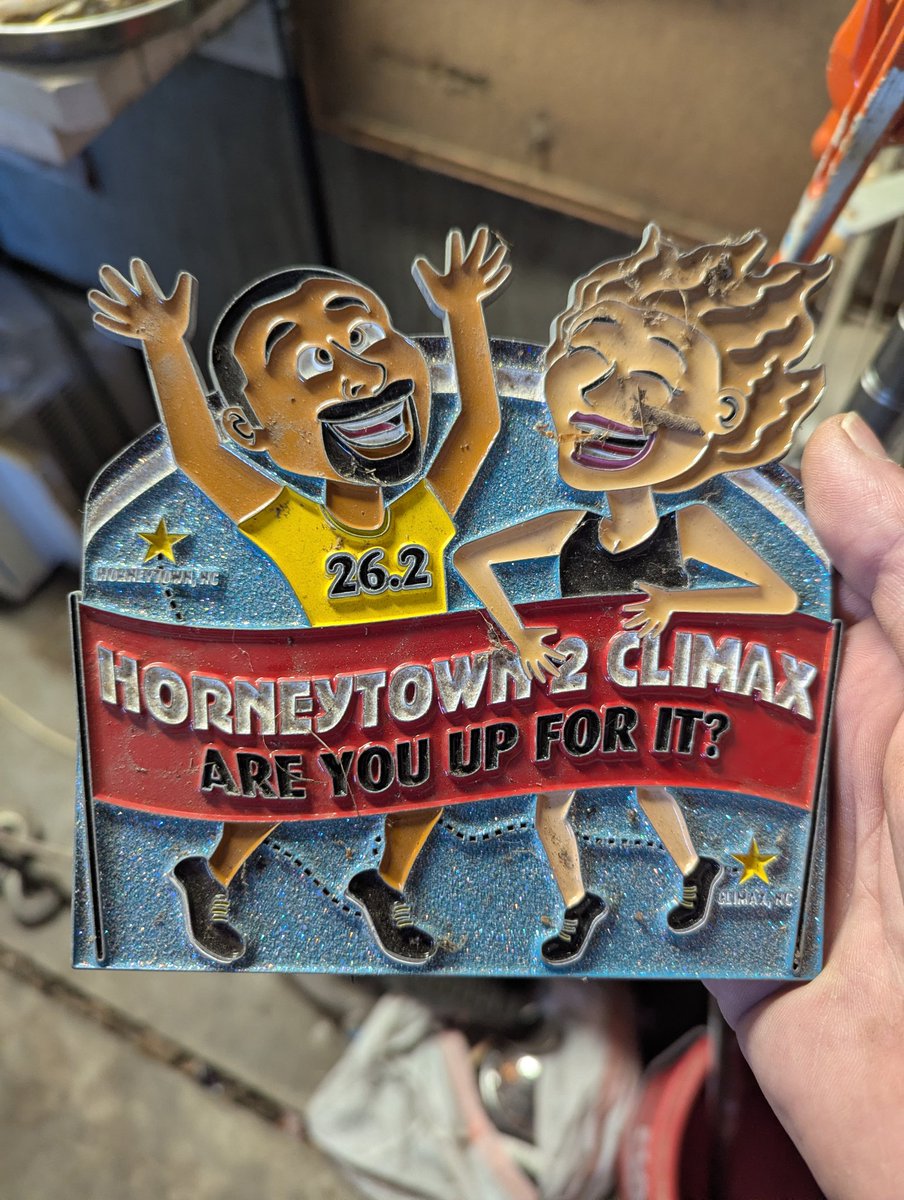 26.2
HORNEYTOWN, NC
HORNEYTOWN 2 CLIMAX
ARE YOU UP FOR IT?
CLIMAX, NC